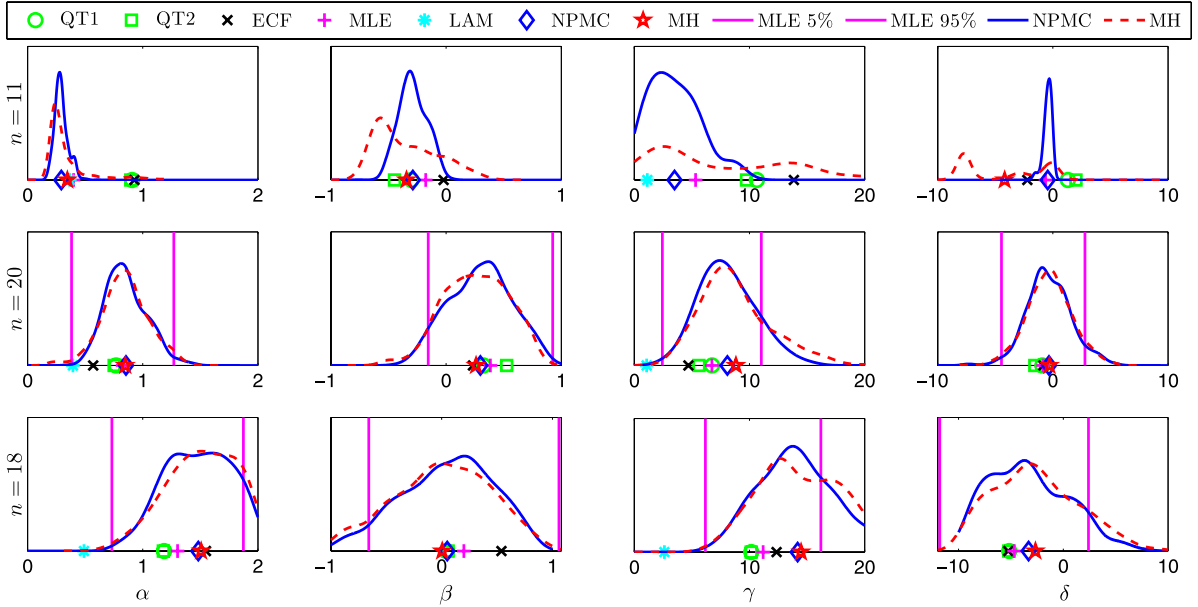 QT1 QT2 ECF MLE LAM NPMC MH MLE 5% MLE 95% NPMC MH
n = 11
0 1 2 −1 0 1 0 10 20 −10 0 10
n = 20
0 1 2 −1 0 1 0 10 20 −10 0 10
n = 18
0 1 2 −1 0 1 0 10 20 −10 0 10
α β γ δ